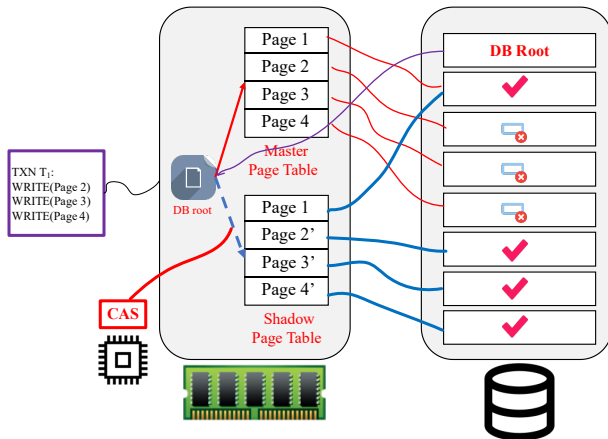 TXN T₁:
WRITE(Page 2)
WRITE(Page 3)
WRITE(Page 4)
Page 1
Page 2
Page 3
Page 4
Master
Page Table
DB root
Page 1
Page 2’
Page 3’
Page 4’
Shadow
Page Table
CAS
DB Root